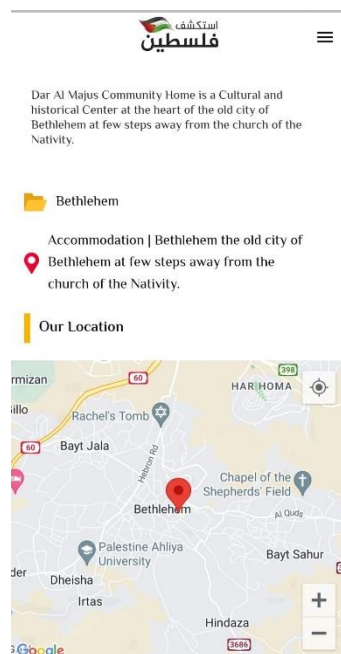 استكشف
فلسطين
Dar Al Majus Community Home is a Cultural and
historical Center at the heart of the old city of
Bethlehem at few steps away from the church of the
Nativity.
Bethlehem
Accommodation | Bethlehem the old city of
Bethlehem at few steps away from the
church of the Nativity.
Our Location
rmizan
60
398
HAR HOMA
illo
Rachel's Tomb
60
Bayt Jala
Hebron Rd
Chapel of the
Shepherds' Field
Bethlehem
Al Quds
Palestine Ahliya
University
Bayt Sahur
der
Dheisha
Irtas
Hindaza
3686
Google